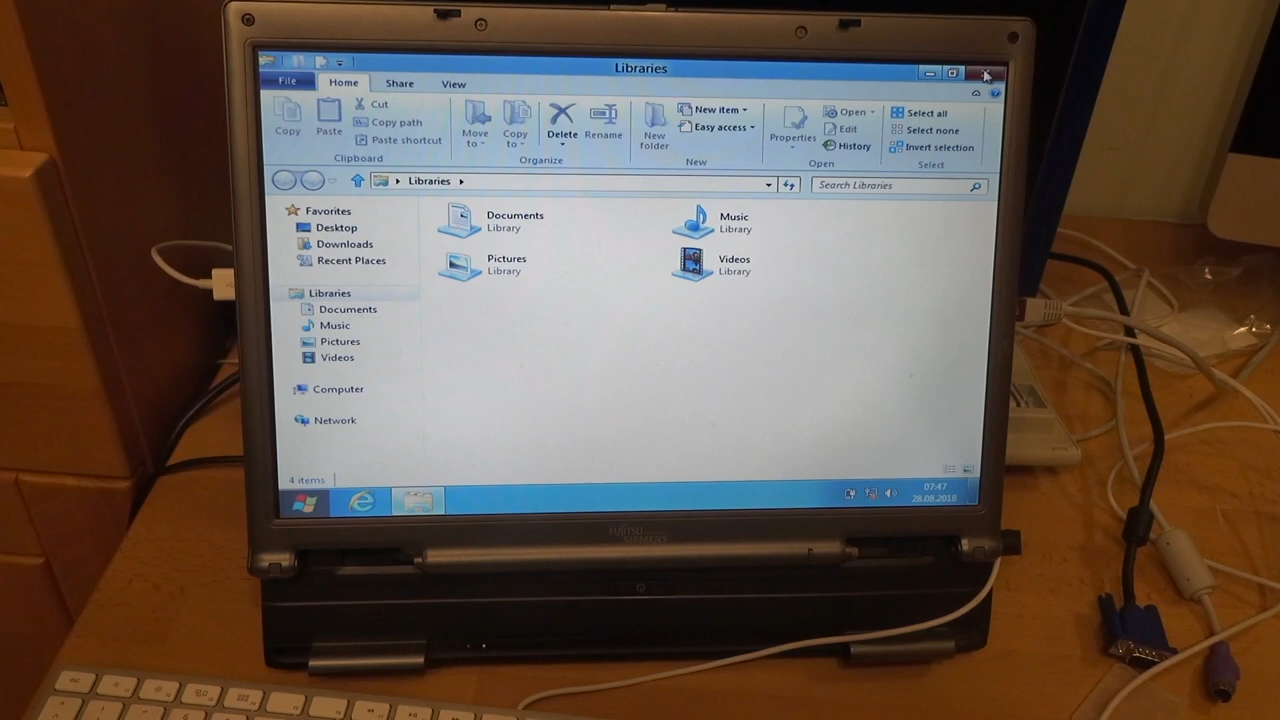 Libraries
File
Home
Share
View
Copy
Paste
Cut
Copy path
Paste shortcut
Clipboard
Move to
Copy to
Delete
Rename
Organize
New folder
New item
Easy access
New
Properties
Open
Edit
History
Open
Select all
Select none
Invert selection
Select
Libraries
Search Libraries
Favorites
Desktop
Downloads
Recent Places
Libraries
Documents
Music
Pictures
Videos
Computer
Network
Documents
Library
Music
Library
Pictures
Library
Videos
Library
4 items
07:47
28.08.2018
FUJITSU
SIEMENS
esc